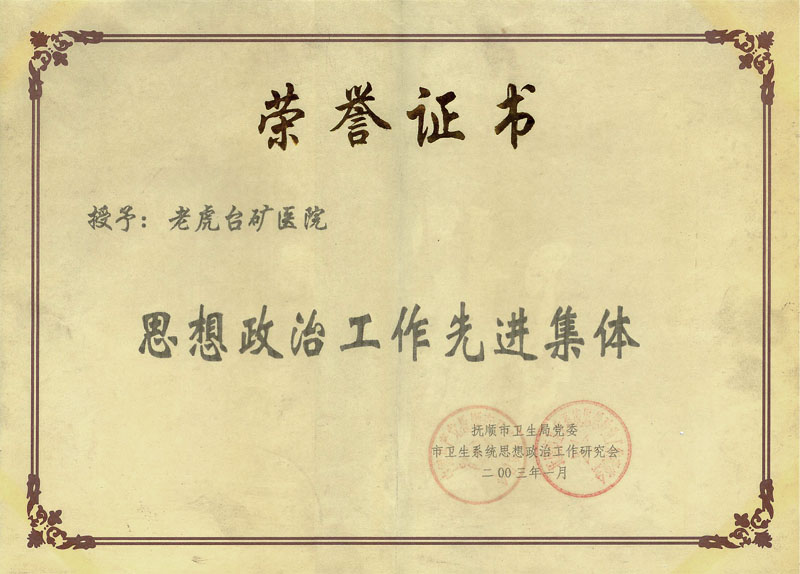 荣誉证书
授予：老虎台矿医院
思想政治工作先进集体
抚顺市卫生局党委
市卫生系统思想政治工作研究会
二00三年一月